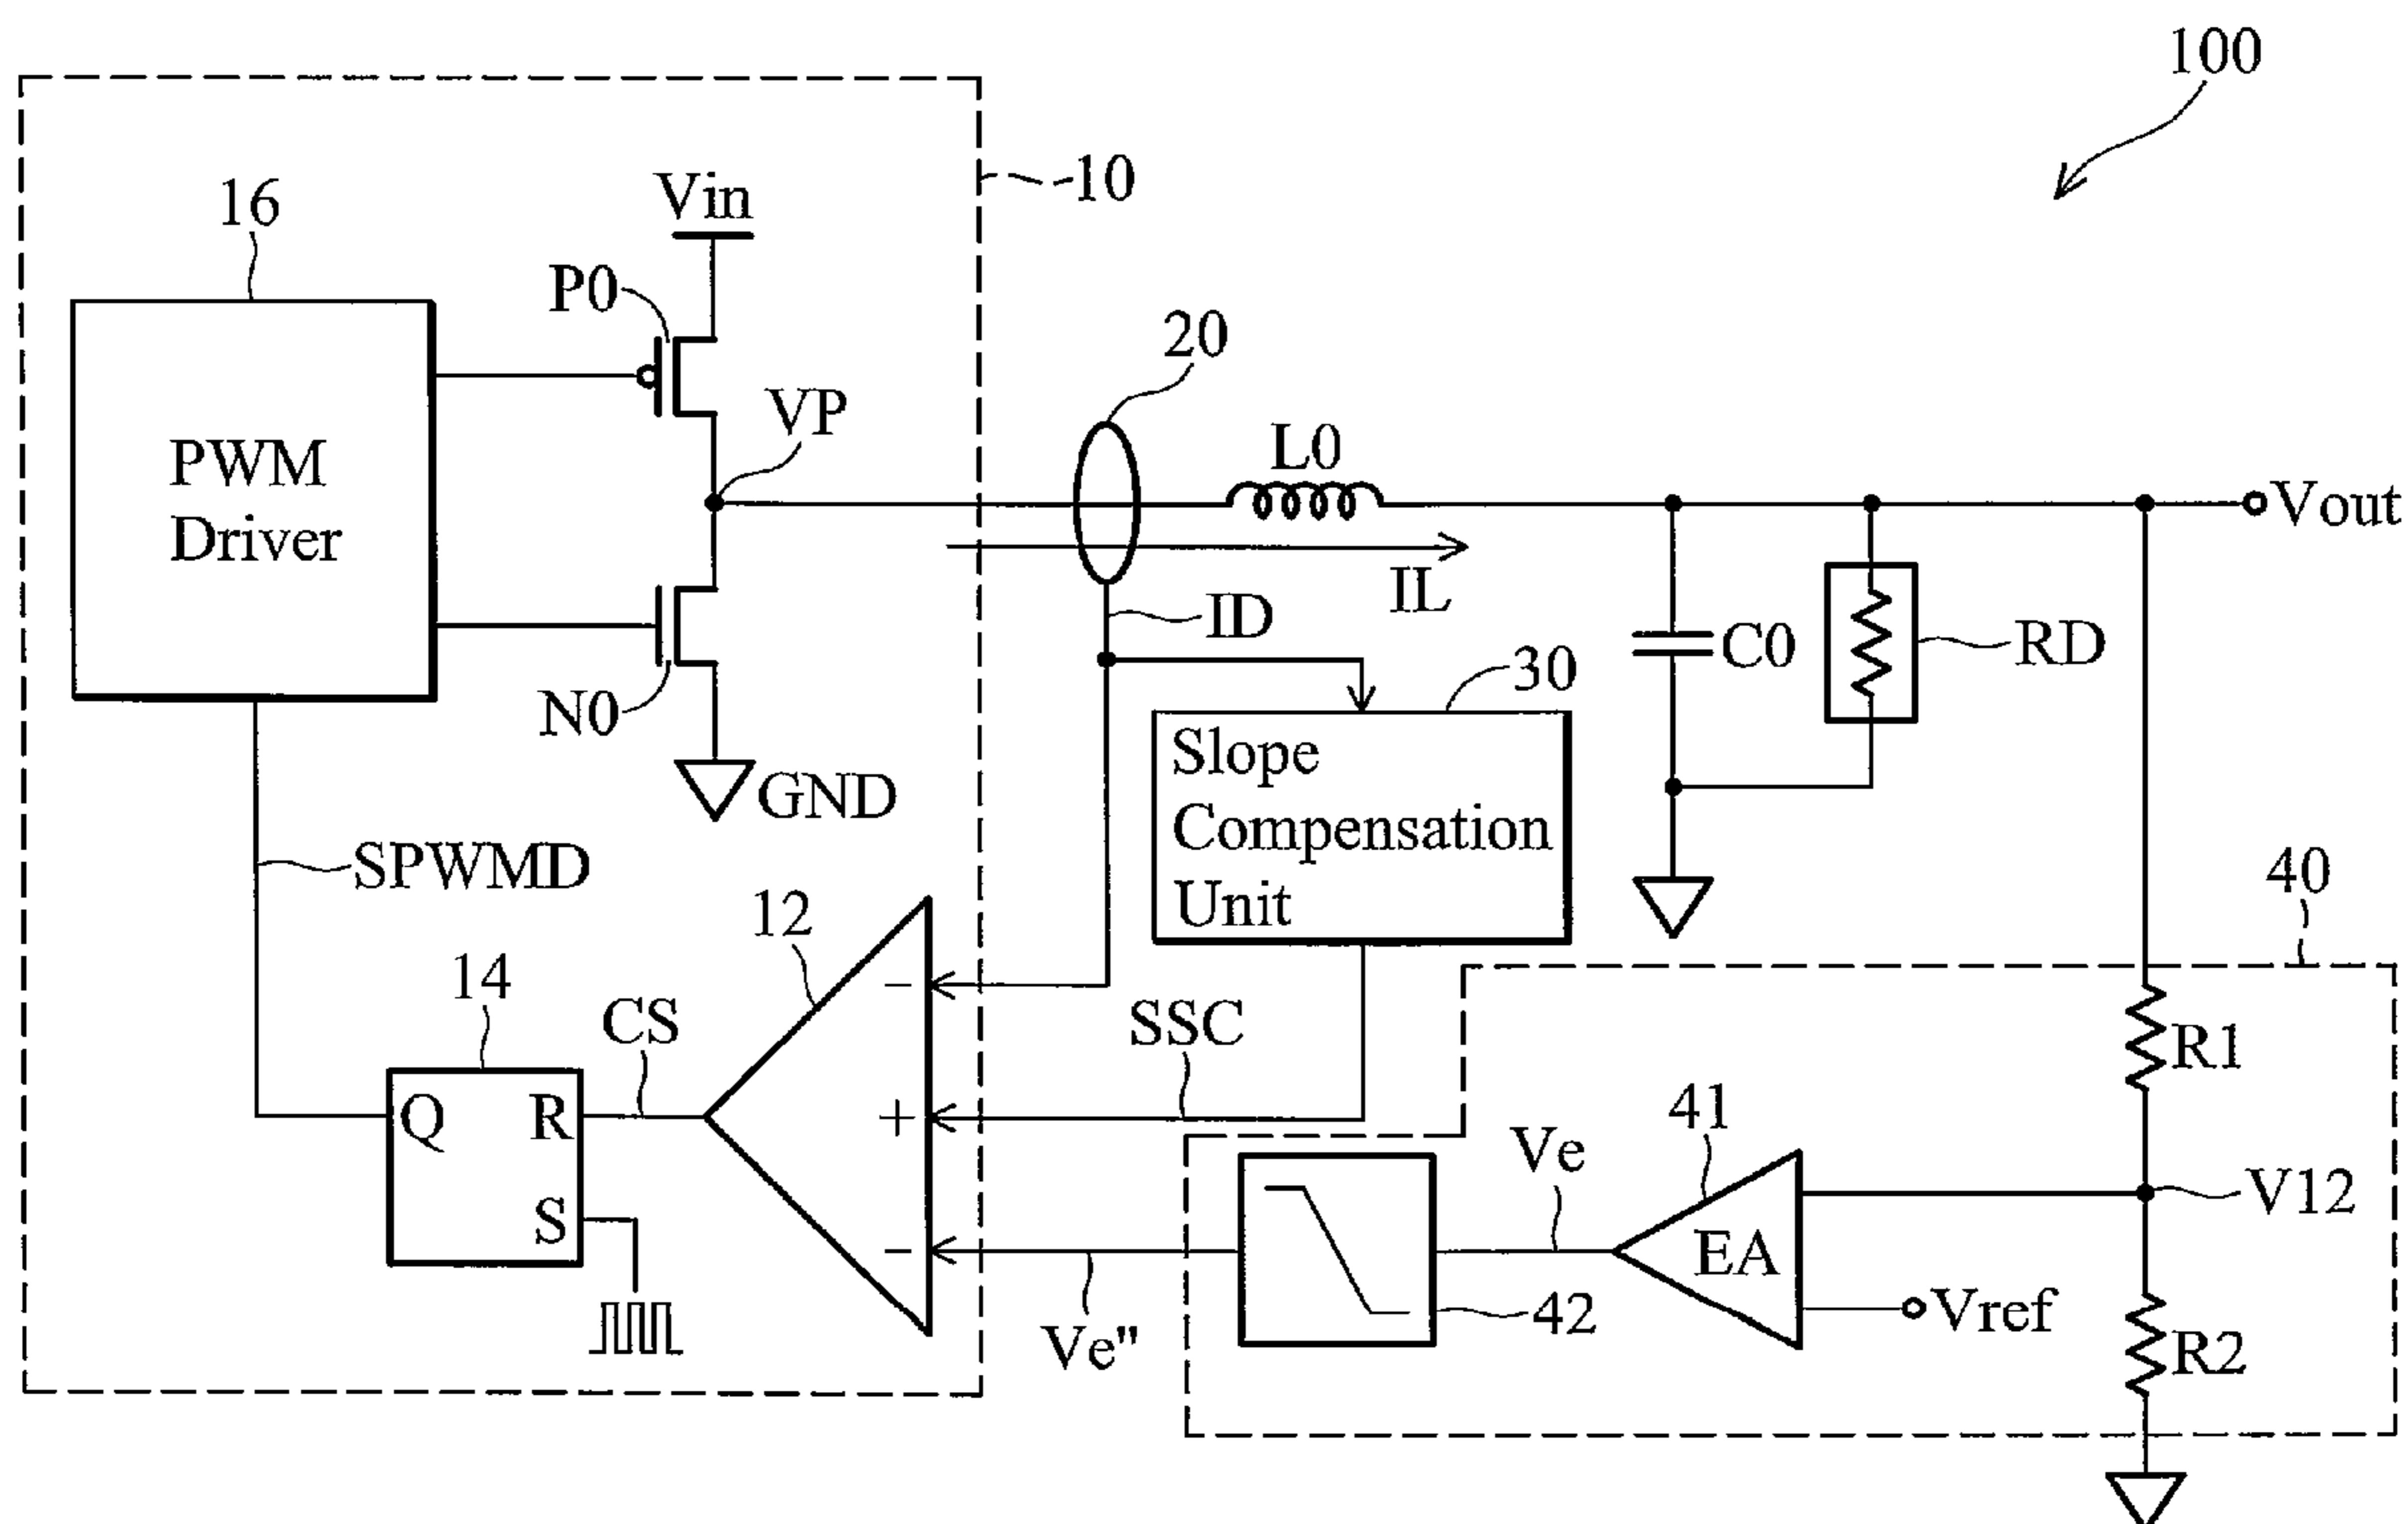 100
10
16
Vin
P0
20
VP
L0
PWM
Driver
Vout
IL
ID
C0
RD
30
N0
Slope
Compensation
Unit
GND
SPWMD
40
12
14
CS
SSC
R1
-
Q
R
S
+
Ve
41
V12
-
EA
Ve"
42
Vref
R2